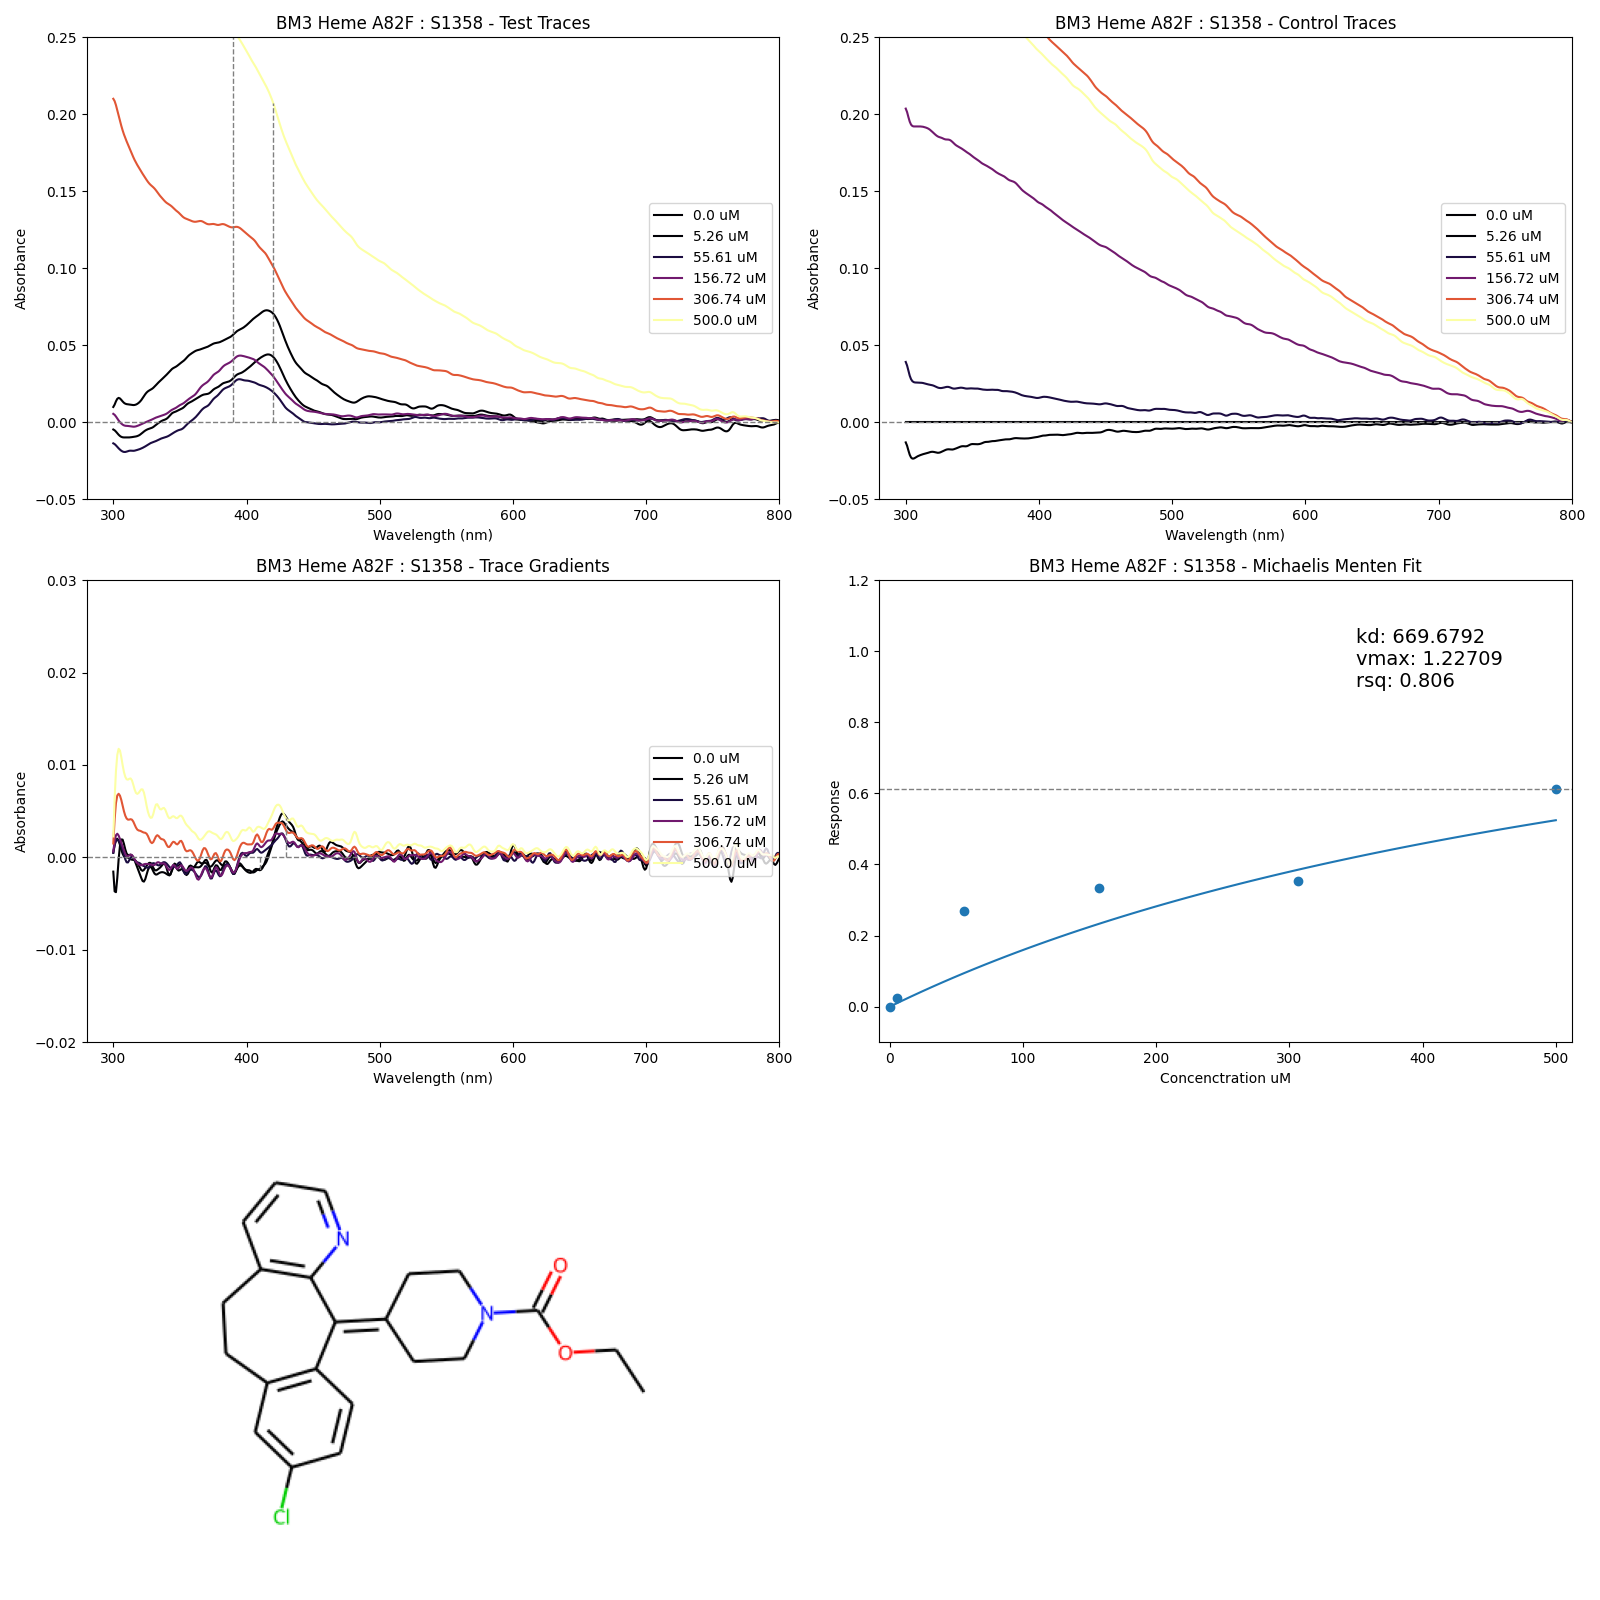 BM3 Heme A82F : S1358 - Test Traces
0.25
0.20
0.15
0.10
0.05
0.00
−0.05
Absorbance
300
400
500
600
700
800
Wavelength (nm)
0.0 uM
5.26 uM
55.61 uM
156.72 uM
306.74 uM
500.0 uM
BM3 Heme A82F : S1358 - Control Traces
0.25
0.20
0.15
0.10
0.05
0.00
−0.05
Absorbance
300
400
500
600
700
800
Wavelength (nm)
0.0 uM
5.26 uM
55.61 uM
156.72 uM
306.74 uM
500.0 uM
BM3 Heme A82F : S1358 - Trace Gradients
0.03
0.02
0.01
0.00
−0.01
−0.02
Absorbance
300
400
500
600
700
800
Wavelength (nm)
0.0 uM
5.26 uM
55.61 uM
156.72 uM
306.74 uM
500.0 uM
BM3 Heme A82F : S1358 - Michaelis Menten Fit
1.2
1.0
0.8
0.6
0.4
0.2
0.0
Response
0
100
200
300
400
500
Concenctration uM
kd: 669.6792
vmax: 1.22709
rsq: 0.806
N
N
O
O
Cl